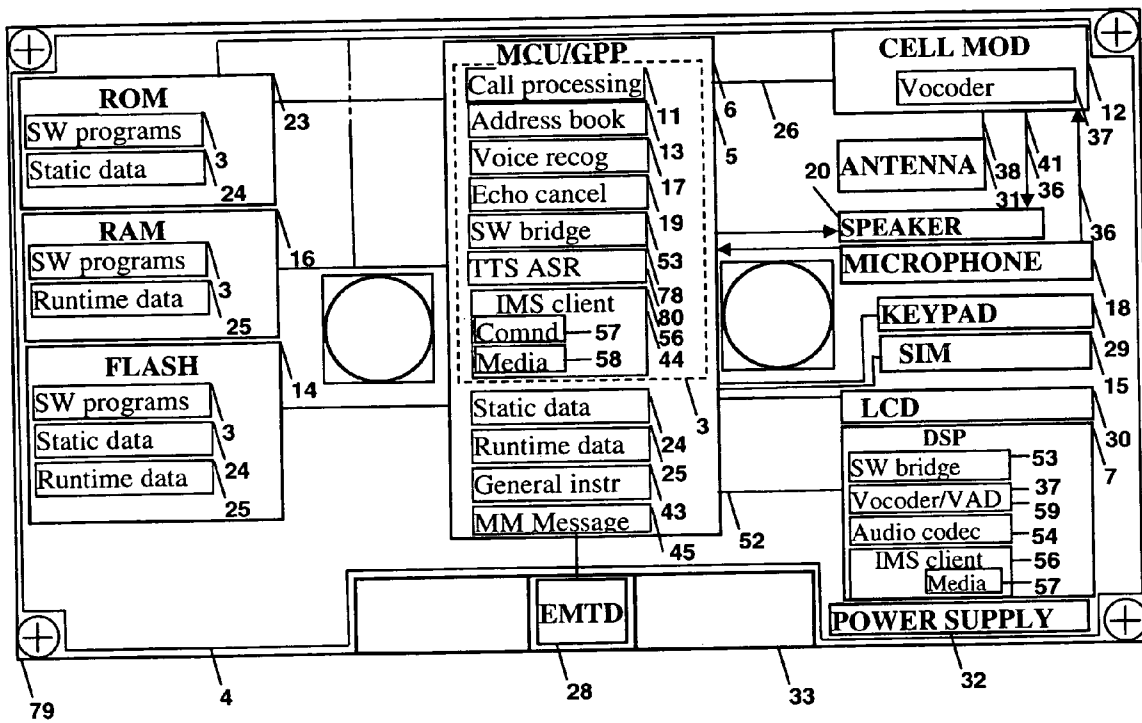 MCU/GPP
Call processing
Address book
Voice recog
Echo cancel
SW bridge
TTS ASR
IMS client
Comnd
57
Media
58
Static data
Runtime data
General instr
MM Message
11
13
17
19
53
78
80
56
44
3
24
25
43
45
6
5
26
52
ROM
SW programs
Static data
3
24
23
RAM
SW programs
Runtime data
3
25
16
FLASH
SW programs
Static data
Runtime data
3
24
25
14
CELL MOD
Vocoder
12
37
ANTENNA
38
31
41
36
36
20
SPEAKER
MICROPHONE
18
KEYPAD
29
SIM
15
LCD
30
7
DSP
SW bridge
53
Vocoder/VAD
37
59
Audio codec
54
IMS client
56
Media
57
POWER SUPPLY
32
EMTD
28
33
79
4